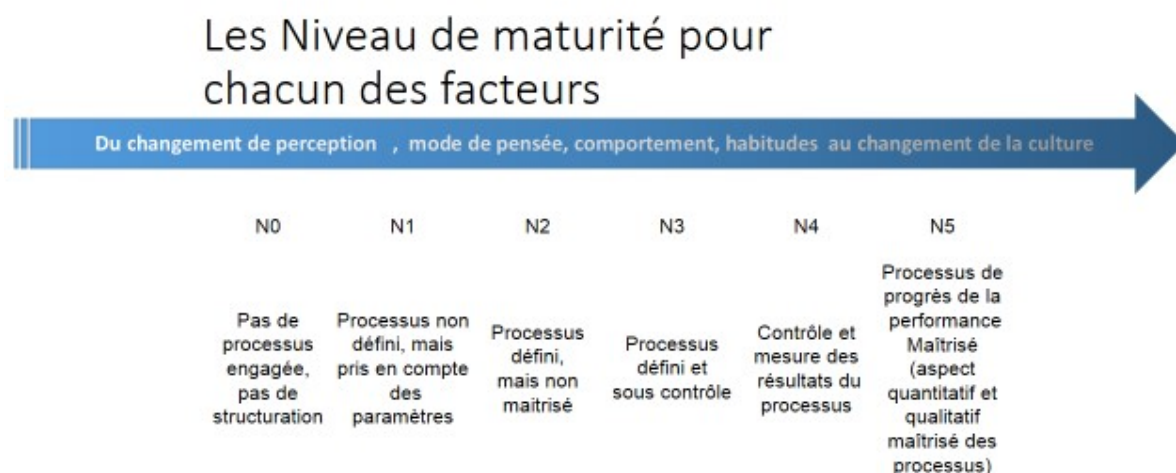 Les Niveau de maturité pour
chacun des facteurs
Du changement de perception , mode de pensée, comportement, habitudes au changement de la culture
N0
N1
N2
N3
N4
N5
Pas de
processus
engagée,
pas de
structuration
Processus non
défini, mais
pris en compte
des
paramètres
Processus
défini,
mais non
maitrisé
Processus
défini et
sous contrôle
Contrôle et
mesure des
résultats du
processus
Processus de
progrès de la
performance
Maîtrisé
(aspect
quantitatif et
qualitatif
maîtrisé des
processus)